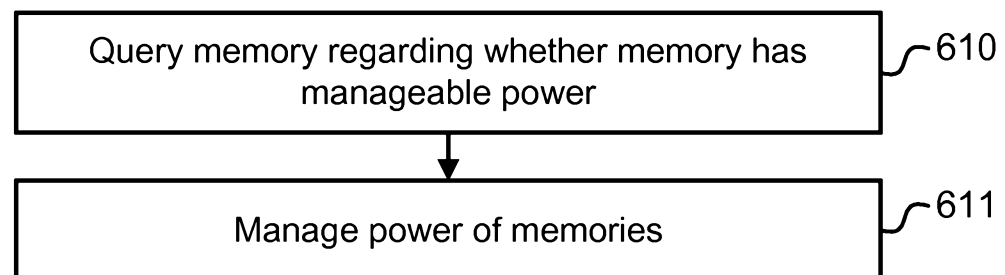 Query memory regarding whether memory has
manageable power
610
Manage power of memories
611